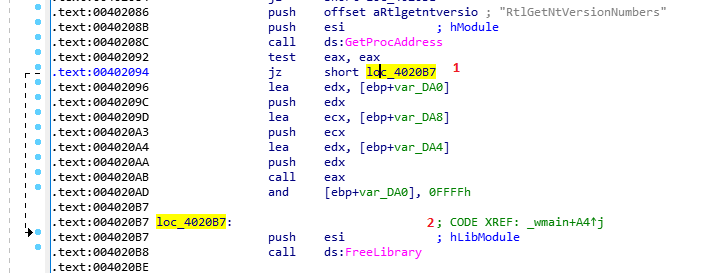 .text:00402086 push offset aRtlgetntversio ; "RtlGetNtVersionNumbers"
.text:0040208B push esi ; hModule
.text:0040208C call ds:GetProcAddress
.text:00402092 test eax, eax
.text:00402094 jz short loc_4020B7 1
.text:00402096 lea edx, [ebp+var_DA0]
.text:0040209C push edx
.text:0040209D lea ecx, [ebp+var_DA8]
.text:004020A3 push ecx
.text:004020A4 lea edx, [ebp+var_DA4]
.text:004020AA push edx
.text:004020AB call eax
.text:004020AD and [ebp+var_DA0], 0FFFFh
.text:004020B7
.text:004020B7 loc_4020B7: 2 ; CODE XREF: _wmain+A4↑j
.text:004020B7 push esi ; hLibModule
.text:004020B8 call ds:FreeLibrary
.text:004020BE